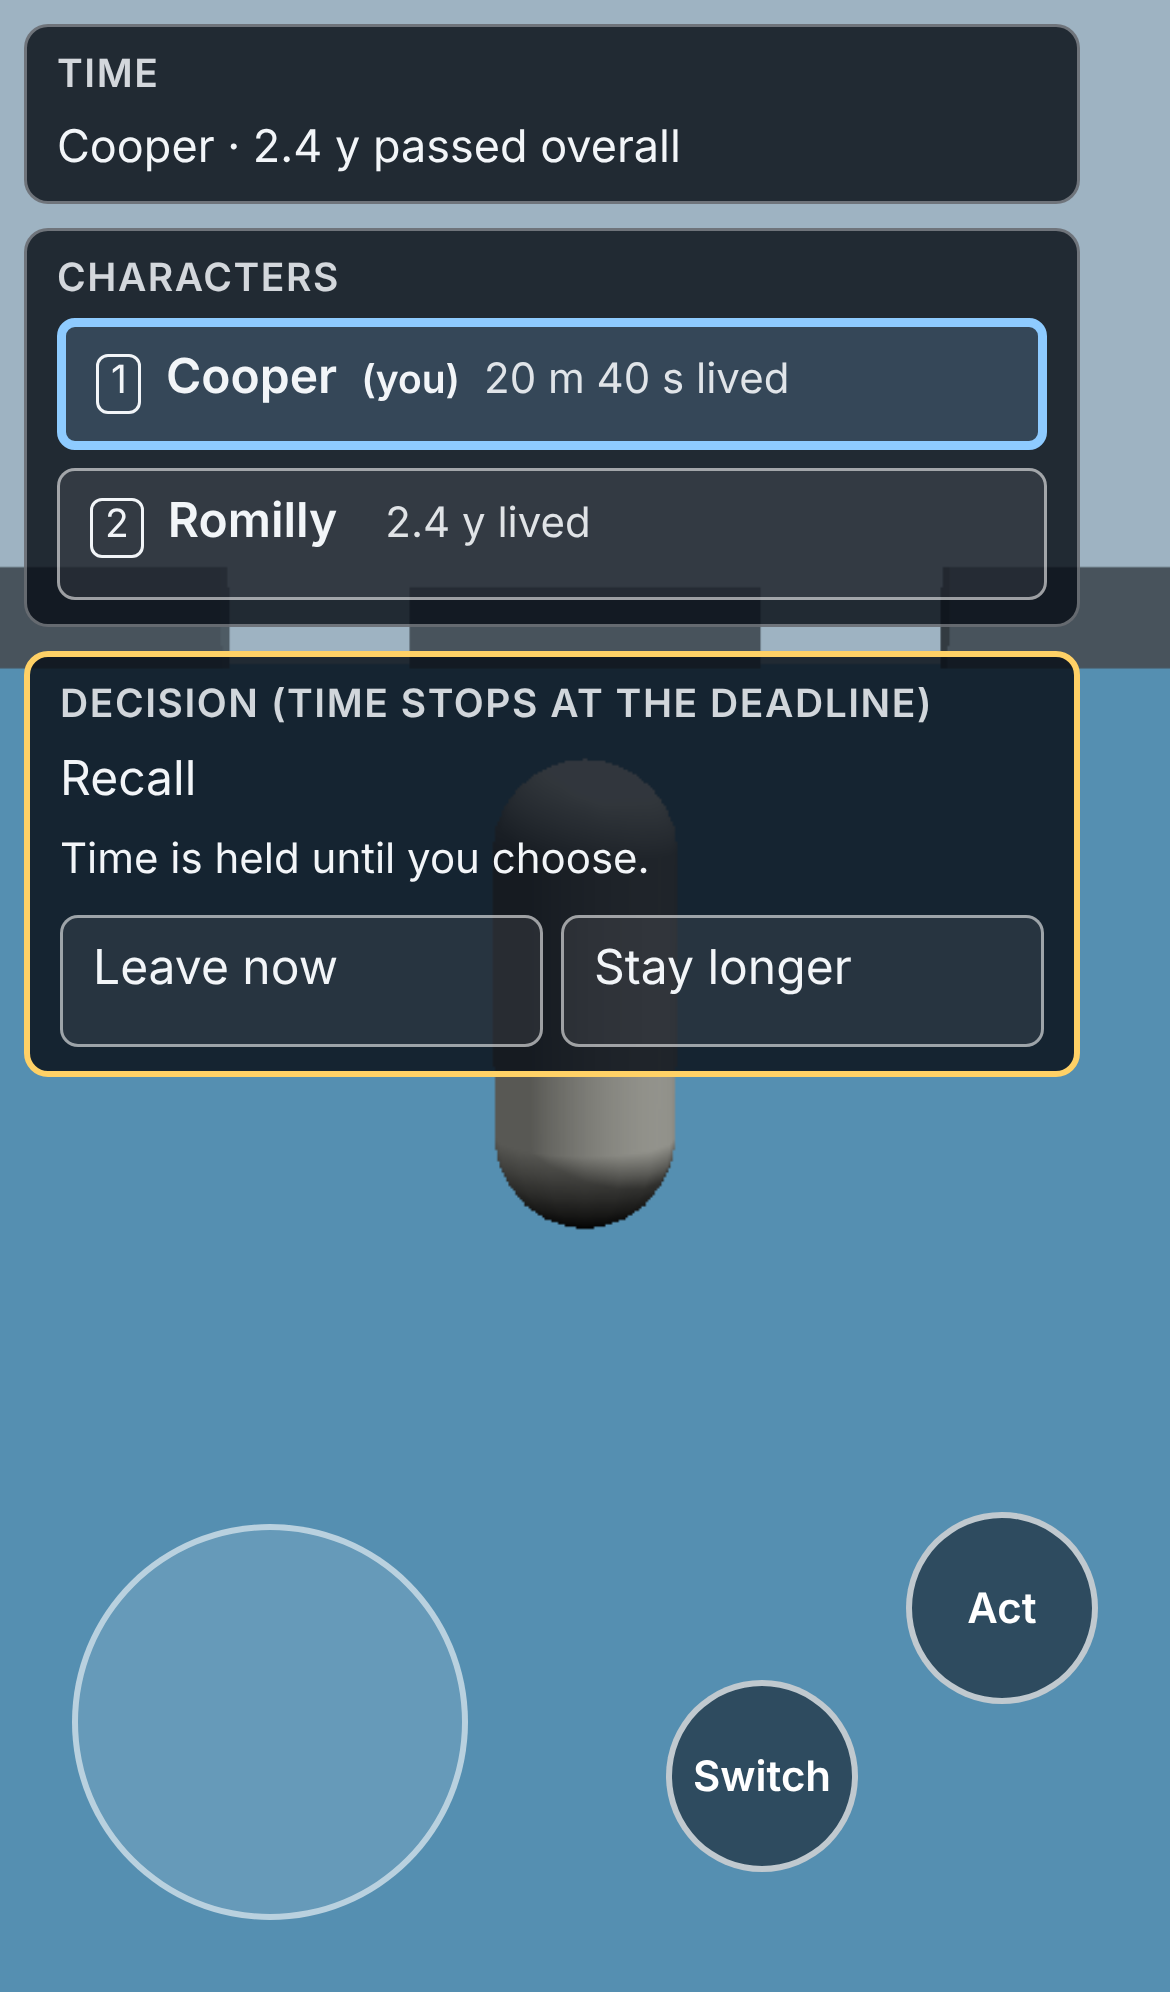 TIME
Cooper · 2.4 y passed overall
CHARACTERS
1 Cooper (you) 20 m 40 s lived
2 Romilly 2.4 y lived
DECISION (TIME STOPS AT THE DEADLINE)
Recall
Time is held until you choose.
Leave now Stay longer
Act
Switch